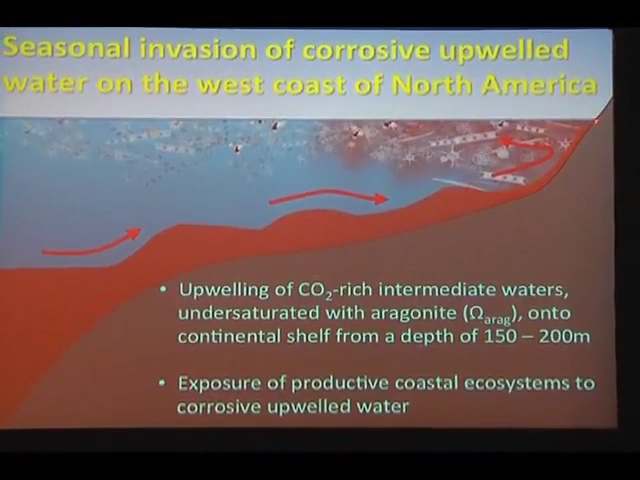 Seasonal invasion of corrosive upwelled
water on the west coast of North America
• Upwelling of CO₂-rich intermediate waters,
undersaturated with aragonite (Ωarag), onto
continental shelf from a depth of 150 – 200m
• Exposure of productive coastal ecosystems to
corrosive upwelled water